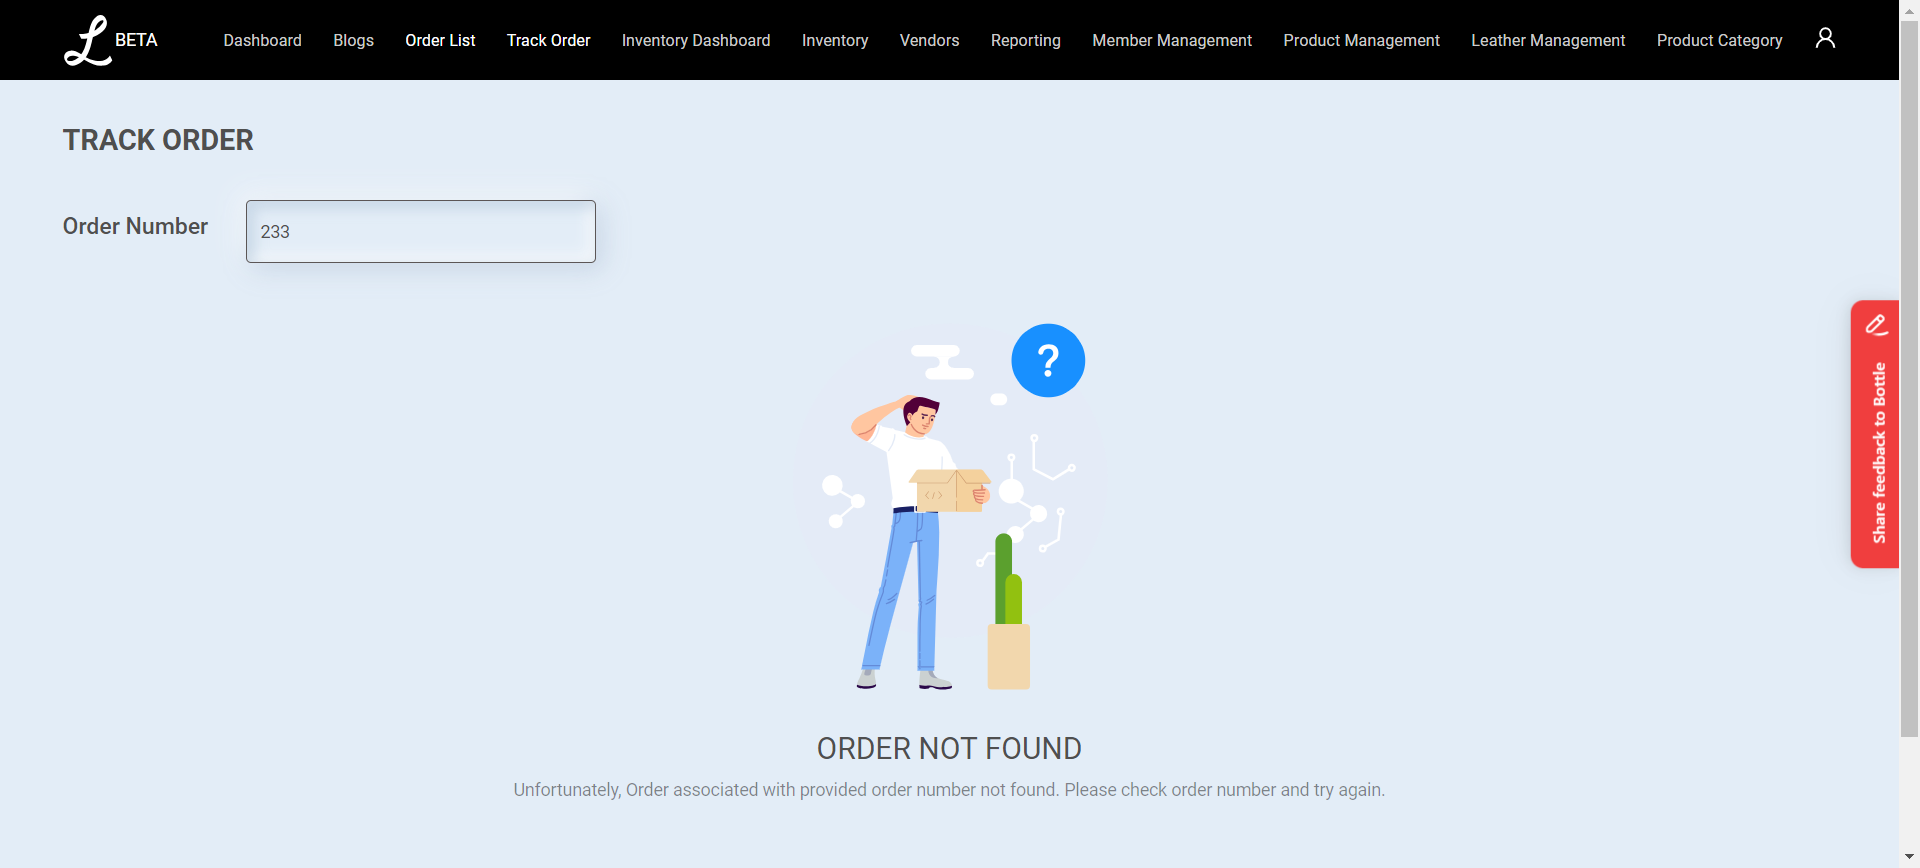 L BETA Dashboard Blogs Order List Track Order Inventory Dashboard Inventory Vendors Reporting Member Management Product Management Leather Management Product Category
TRACK ORDER
Order Number 233
?
</>
Share feedback to Bottle
ORDER NOT FOUND
Unfortunately, Order associated with provided order number not found. Please check order number and try again.